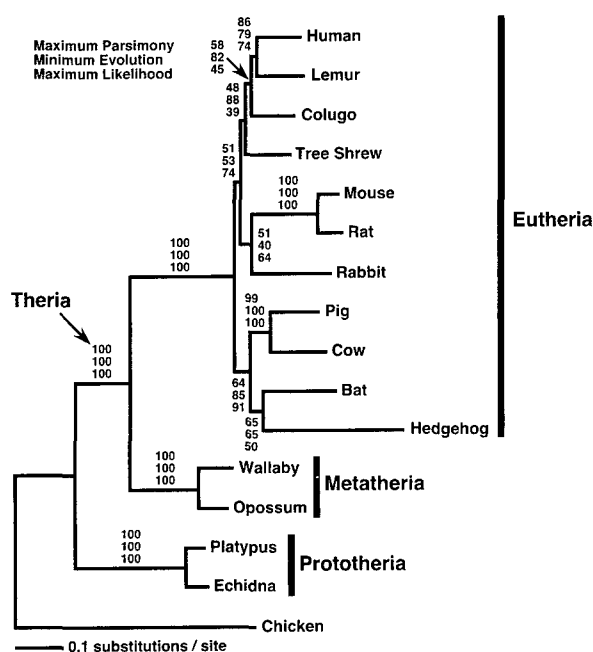 86
79
74
Human
Maximum Parsimony
Minimum Evolution
Maximum Likelihood
58
82
45
Lemur
48
88
39
Colugo
51
53
74
Tree Shrew
100
100
100
Mouse
Rat
Eutheria
51
40
64
Rabbit
100
100
100
Theria
99
100
100
Pig
Cow
100
100
100
64
85
91
Bat
65
65
50
Hedgehog
100
100
100
Wallaby
Metatheria
Opossum
100
100
100
Platypus
Prototheria
Echidna
Chicken
0.1 substitutions / site